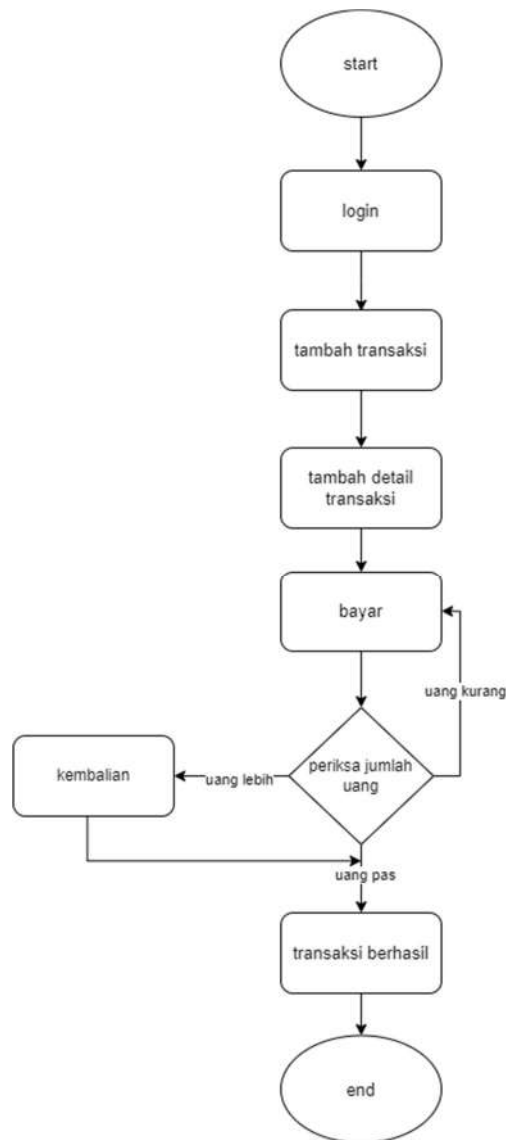 start
login
tambah transaksi
tambah detail
transaksi
bayar
uang kurang
periksa jumlah
uang
uang lebih
kembalian
uang pas
transaksi berhasil
end